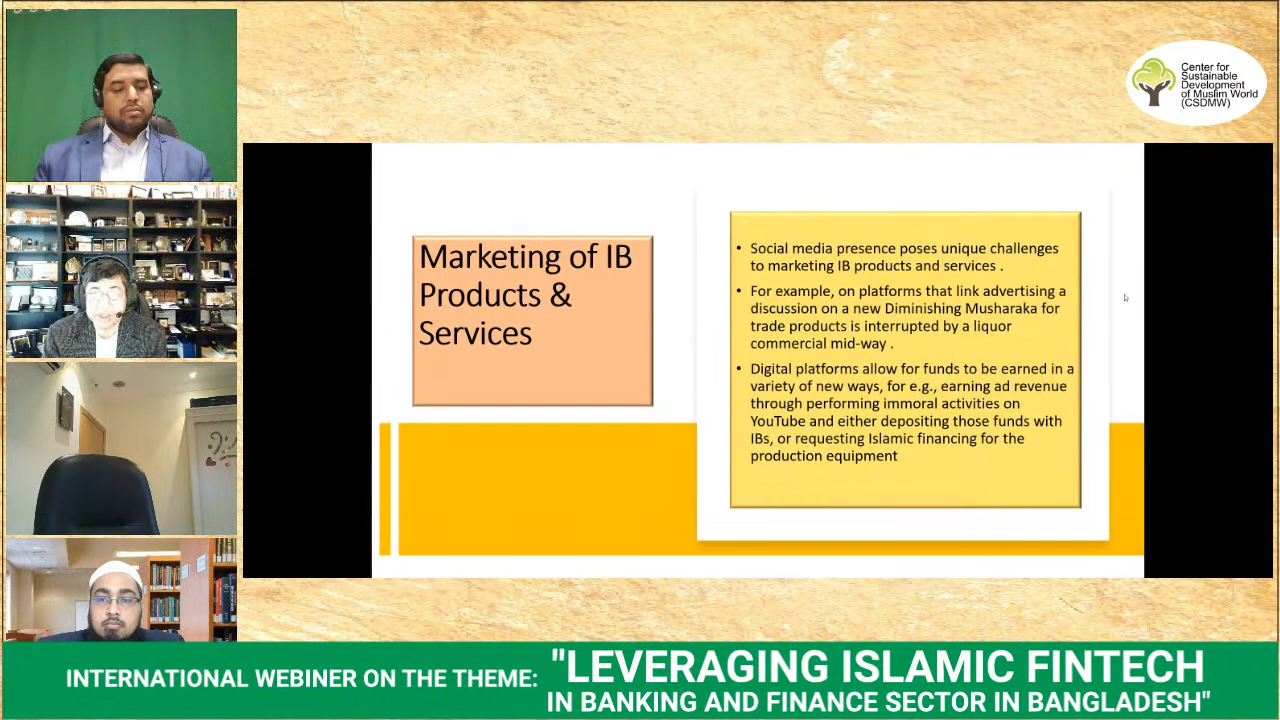 Center for
Sustainable
Development
of Muslim World
(CSDMW)
Marketing of IB
Products &
Services
• Social media presence poses unique challenges
to marketing IB products and services .
• For example, on platforms that link advertising a
discussion on a new Diminishing Musharaka for
trade products is interrupted by a liquor
commercial mid-way .
• Digital platforms allow for funds to be earned in a
variety of new ways, for e.g., earning ad revenue
through performing immoral activities on
YouTube and either depositing those funds with
IBs, or requesting Islamic financing for the
production equipment
INTERNATIONAL WEBINER ON THE THEME: "LEVERAGING ISLAMIC FINTECH
IN BANKING AND FINANCE SECTOR IN BANGLADESH"